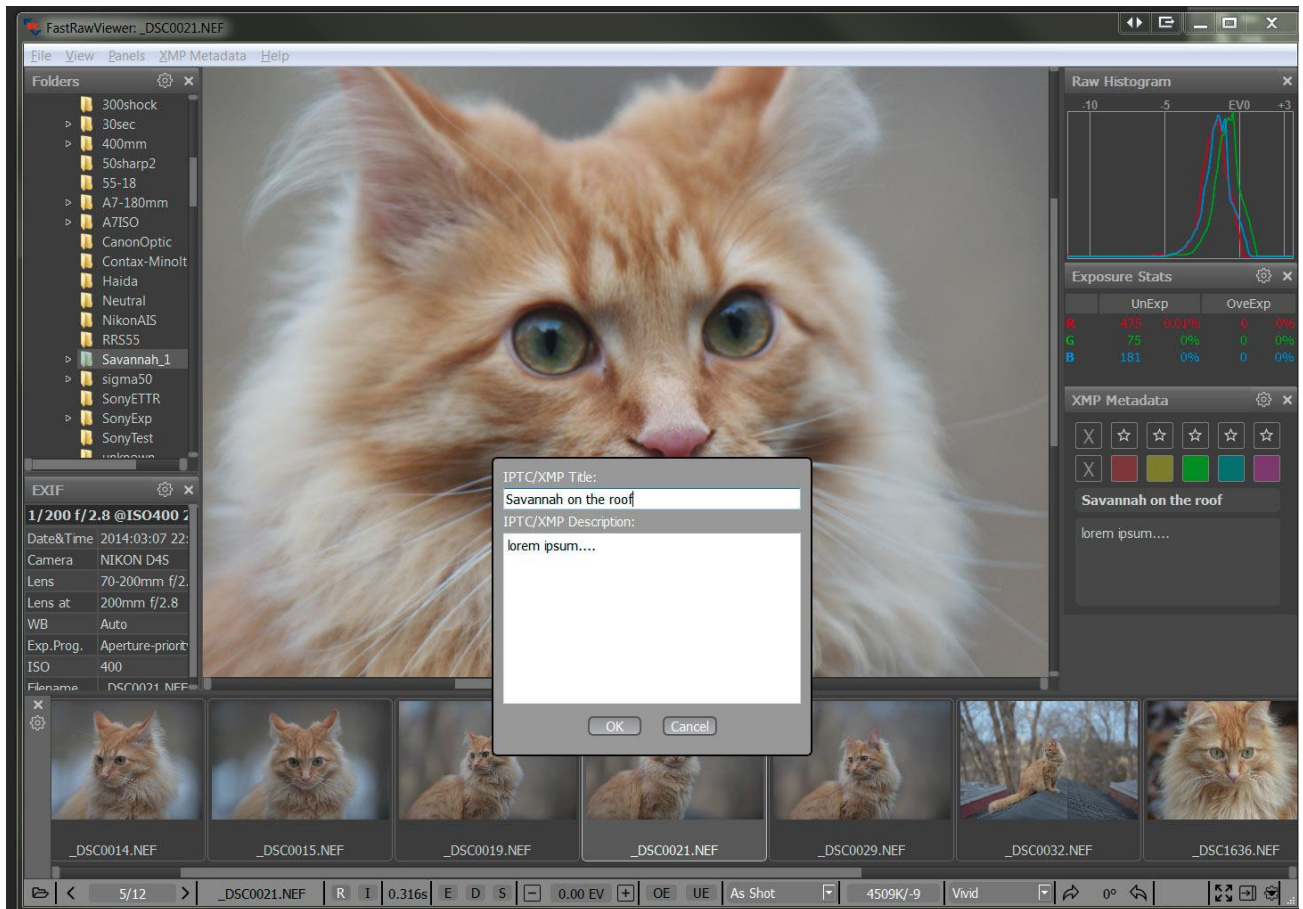 FastRawViewer: _DSC0021.NEF
File View Panels XMP Metadata Help
Folders
300shock
30sec
400mm
50sharp2
55-18
A7-180mm
A7ISO
CanonOptic
Contax-Minolt
Haida
Neutral
NikonAIS
RRS55
Savannah_1
sigma50
SonyETTR
SonyExp
SonyTest
unknown
EXIF
1/200 f/2.8 @ISO400 2
Date&Time 2014:03:07 22:
Camera NIKON D4S
Lens 70-200mm f/2.
Lens at 200mm f/2.8
WB Auto
Exp.Prog. Aperture-priorit
ISO 400
Filename _DSC0021.NEF
IPTC/XMP Title:
Savannah on the roof
IPTC/XMP Description:
lorem ipsum....
OK Cancel
Raw Histogram
-10 -5 EV0 +3
Exposure Stats
UnExp OveExp
R 475 0.01% 0 0%
G 75 0% 0 0%
B 181 0% 0 0%
XMP Metadata
X
X
Savannah on the roof
lorem ipsum....
_DSC0014.NEF _DSC0015.NEF _DSC0019.NEF _DSC0021.NEF _DSC0029.NEF _DSC0032.NEF _DSC1636.NEF
5/12 _DSC0021.NEF R I 0.316s E D S 0.00 EV OE UE As Shot 4509K/-9 Vivid 0°